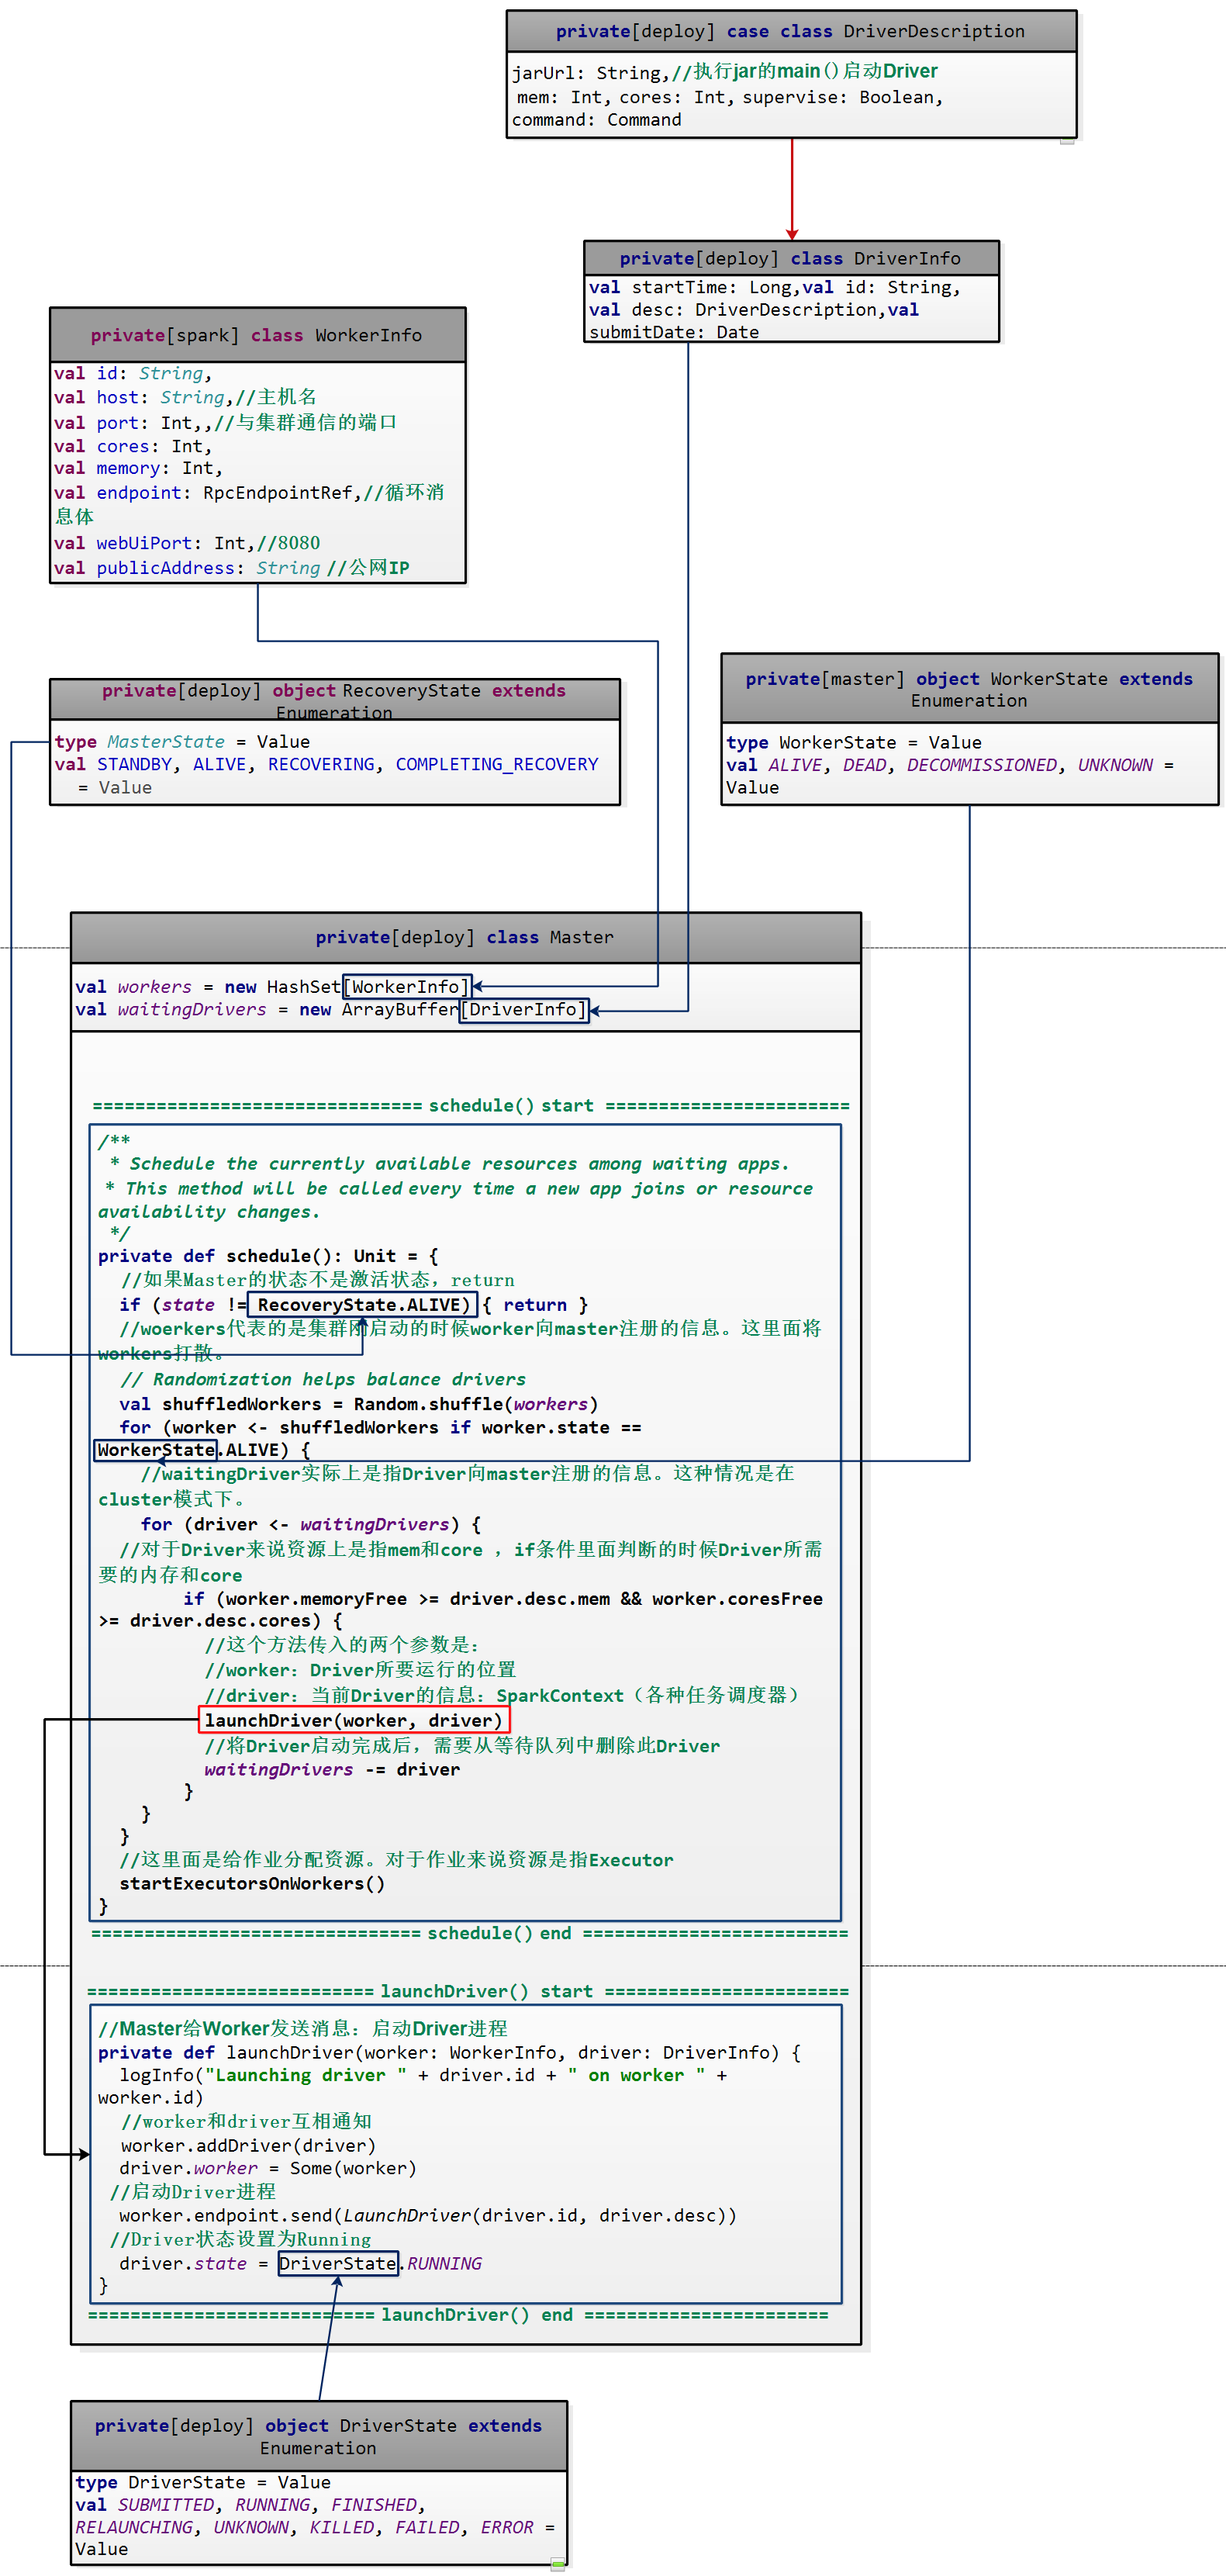 private[deploy] case class DriverDescription
jarUrl: String,//执行jar的main()启动Driver
mem: Int, cores: Int, supervise: Boolean,
command: Command
private[deploy] class DriverInfo
val startTime: Long,val id: String,
val desc: DriverDescription,val
submitDate: Date
private[spark] class WorkerInfo
val id: String,
val host: String,//主机名
val port: Int,,//与集群通信的端口
val cores: Int,
val memory: Int,
val endpoint: RpcEndpointRef,//循环消
息体
val webUiPort: Int,//8080
val publicAddress: String //公网IP
private[deploy] object RecoveryState extends
Enumeration
type MasterState = Value
val STANDBY, ALIVE, RECOVERING, COMPLETING_RECOVERY
= Value
private[master] object WorkerState extends
Enumeration
type WorkerState = Value
val ALIVE, DEAD, DECOMMISSIONED, UNKNOWN =
Value
private[deploy] class Master
val workers = new HashSet[WorkerInfo]
val waitingDrivers = new ArrayBuffer[DriverInfo]
=============================== schedule() start =======================
/**
* Schedule the currently available resources among waiting apps.
* This method will be called every time a new app joins or resource
availability changes.
*/
private def schedule(): Unit = {
//如果Master的状态不是激活状态，return
if (state != RecoveryState.ALIVE) { return }
//woerkers代表的是集群刚启动的时候worker向master注册的信息。这里面将
workers打散。
// Randomization helps balance drivers
val shuffledWorkers = Random.shuffle(workers)
for (worker <- shuffledWorkers if worker.state ==
WorkerState.ALIVE) {
//waitingDriver实际上是指Driver向master注册的信息。这种情况是在
cluster模式下。
for (driver <- waitingDrivers) {
//对于Driver来说资源上是指mem和core ，if条件里面判断的时候Driver所需
要的内存和core
if (worker.memoryFree >= driver.desc.mem && worker.coresFree
>= driver.desc.cores) {
//这个方法传入的两个参数是：
//worker：Driver所要运行的位置
//driver：当前Driver的信息：SparkContext（各种任务调度器）
launchDriver(worker, driver)
//将Driver启动完成后，需要从等待队列中删除此Driver
waitingDrivers -= driver
}
}
}
//这里面是给作业分配资源。对于作业来说资源是指Executor
startExecutorsOnWorkers()
}
=============================== schedule() end =========================
=========================== launchDriver() start =======================
//Master给Worker发送消息：启动Driver进程
private def launchDriver(worker: WorkerInfo, driver: DriverInfo) {
logInfo("Launching driver " + driver.id + " on worker " +
worker.id)
//worker和driver互相通知
worker.addDriver(driver)
driver.worker = Some(worker)
//启动Driver进程
worker.endpoint.send(LaunchDriver(driver.id, driver.desc))
//Driver状态设置为Running
driver.state = DriverState.RUNNING
}
=========================== launchDriver() end =======================
private[deploy] object DriverState extends
Enumeration
type DriverState = Value
val SUBMITTED, RUNNING, FINISHED,
RELAUNCHING, UNKNOWN, KILLED, FAILED, ERROR =
Value